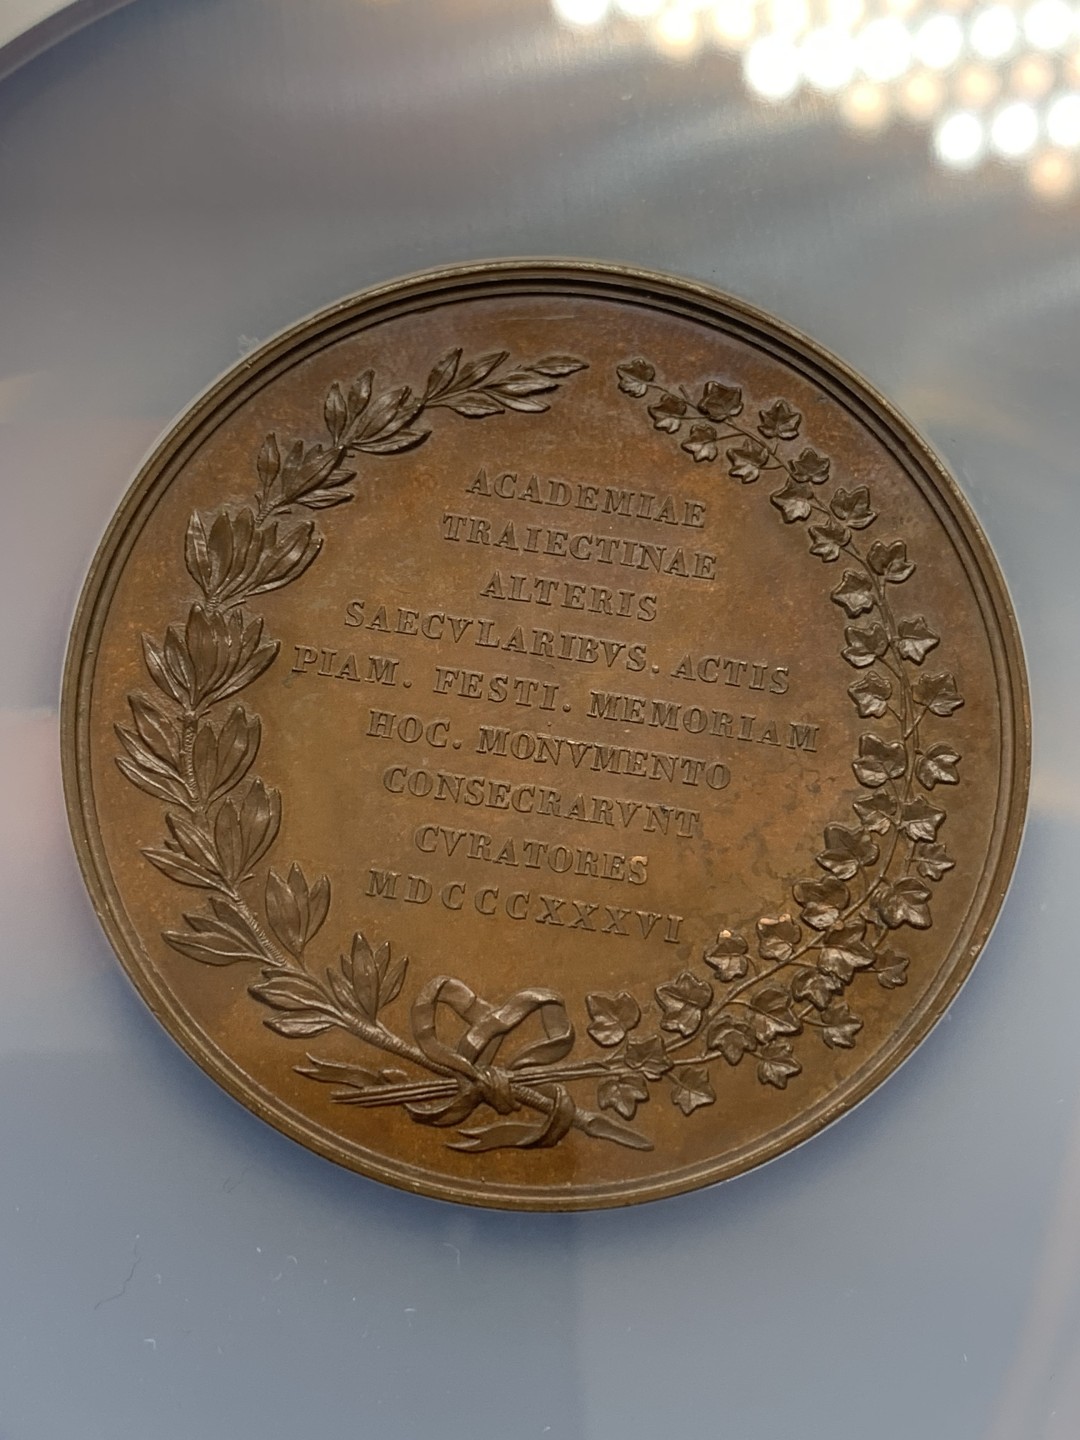 ACADEMIAE
TRAIECTINAE
ALTERIS
SAECVLARIBVS. ACTIS
PIAM. FESTI. MEMORIAM
HOC. MONVMENTO
CONSECRARVNT
CVRATORES
MDCCCXXXVI